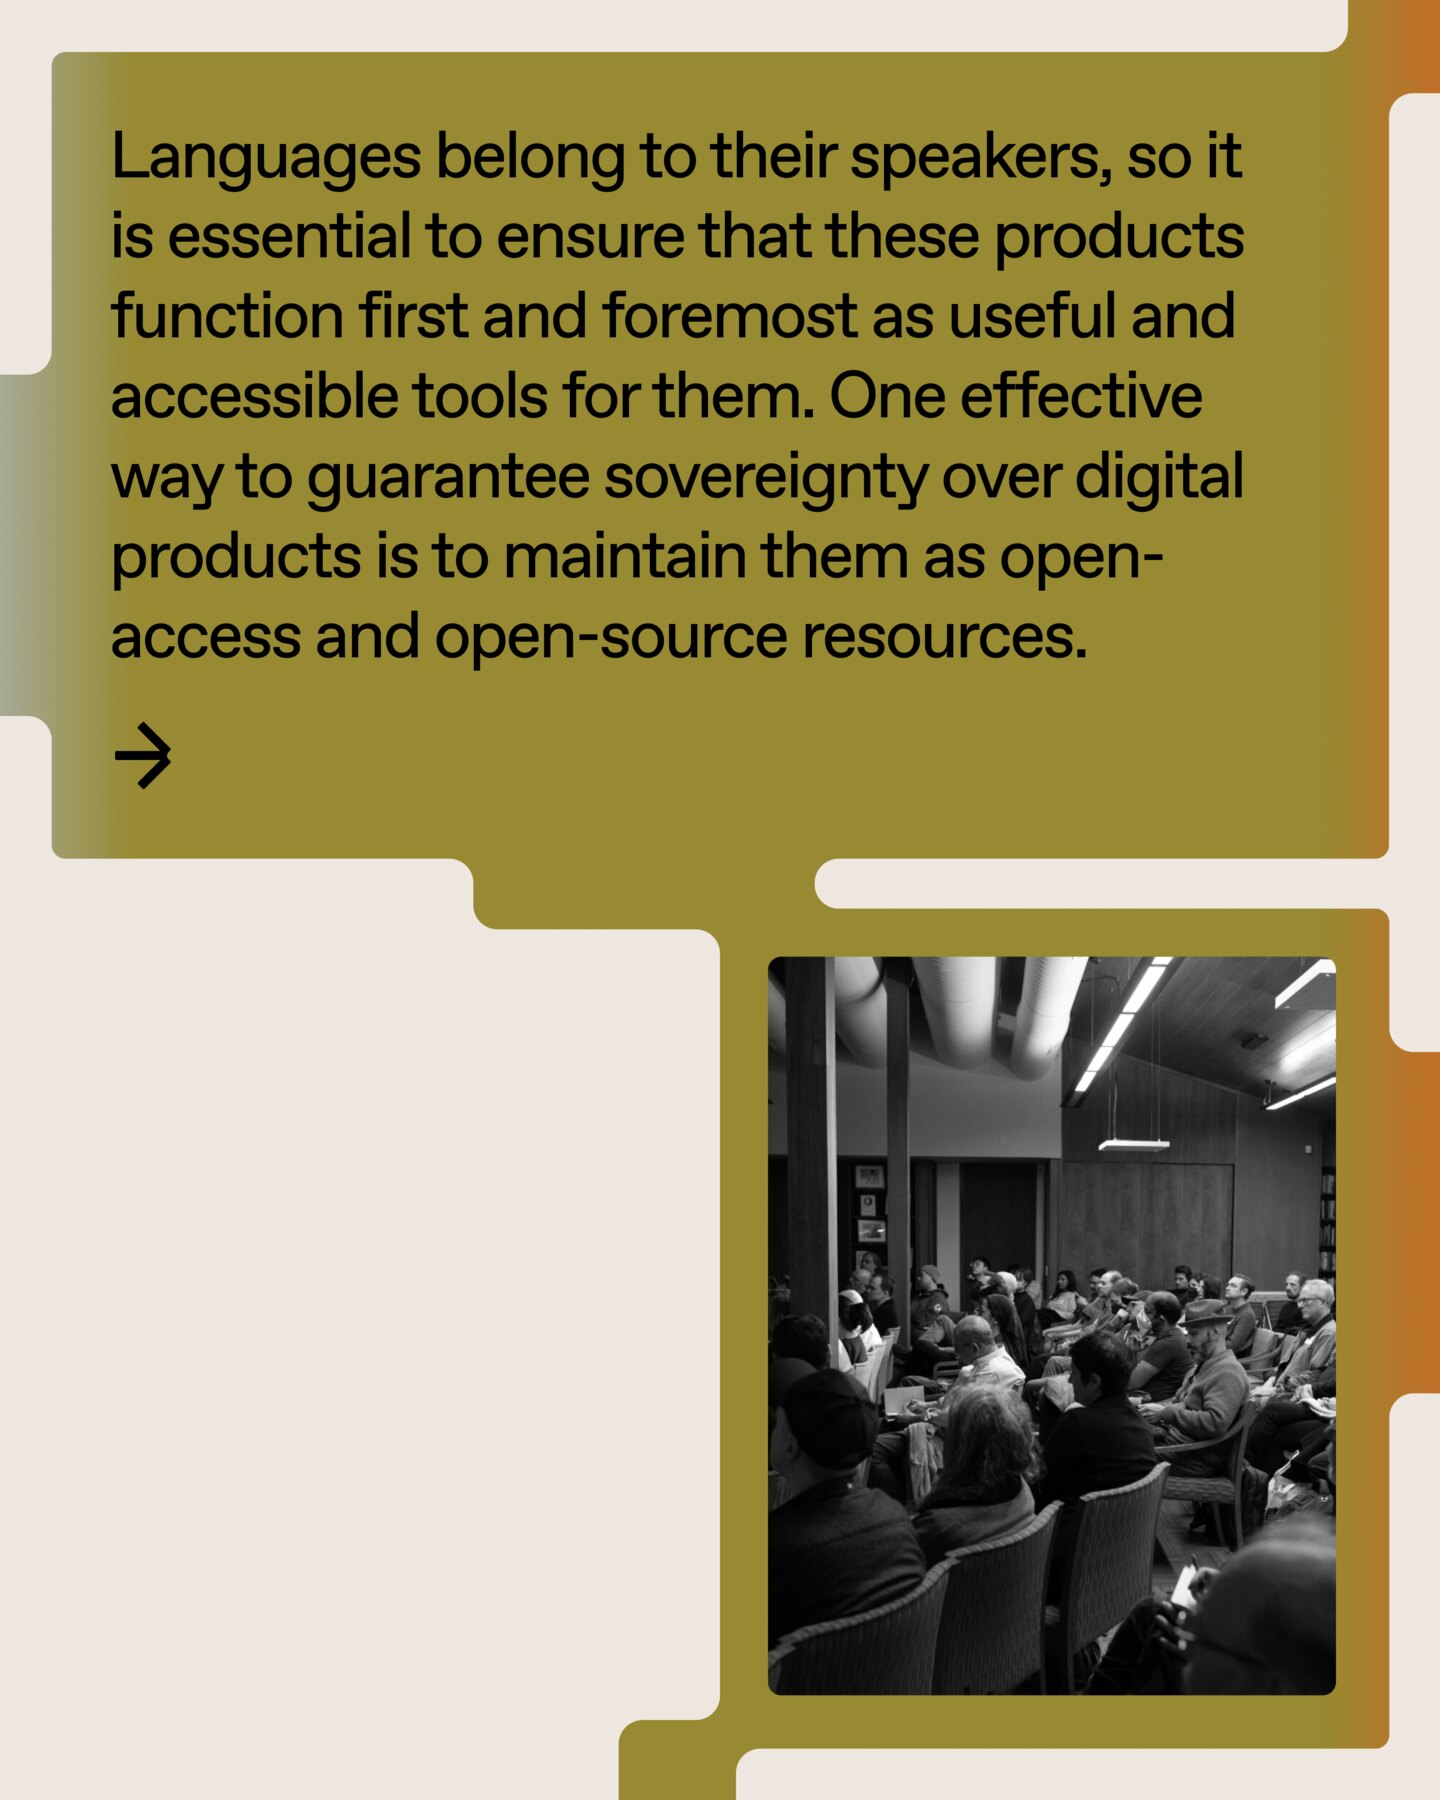 Languages belong to their speakers, so it
is essential to ensure that these products
function first and foremost as useful and
accessible tools for them. One effective
way to guarantee sovereignty over digital
products is to maintain them as open-
access and open-source resources.
→